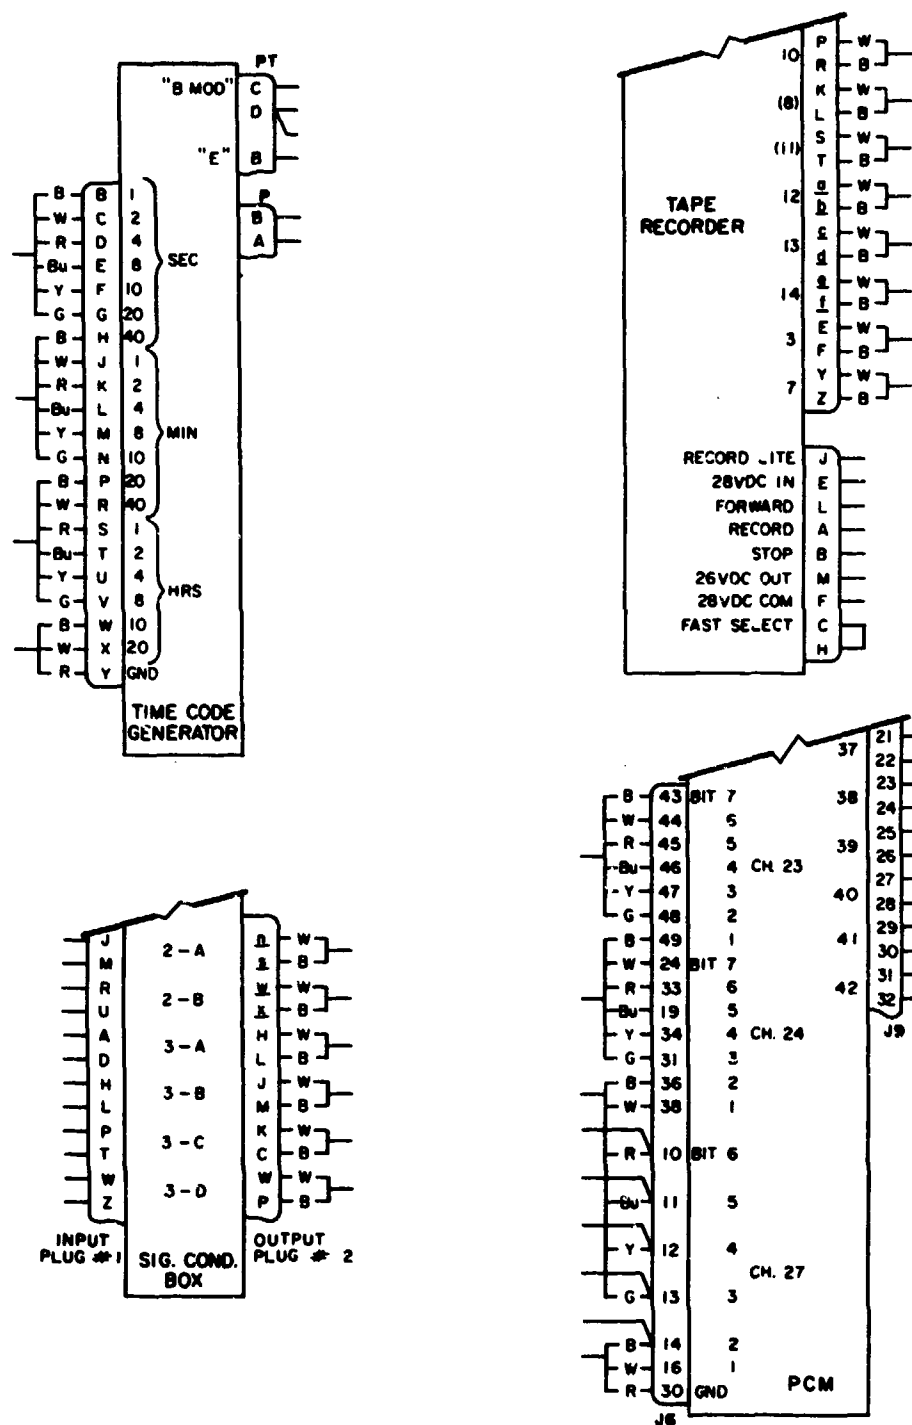 PT
"B MOD" C
D
"E" B
P
B
A
B B 1
W C 2
R D 4
Bu E 8
SEC
Y F 10
G G 20
B H 40
W J 1
R K 2
Bu L 4
MIN
Y M 8
G N 10
B P 20
W R 40
R S 1
Bu T 2
Y U 4
HRS
G V 8
B W 10
W X 20
R Y GND
TIME CODE
GENERATOR
10 P W
R B
(8) K W
L B
(11) S W
T B
12 a W
b B
13 c W
d B
14 e W
f B
3 E W
F B
7 Y W
Z B
TAPE
RECORDER
RECORD LITE J
28VDC IN E
FORWARD L
RECORD A
STOP B
26VDC OUT M
28VDC COM F
FAST SELECT C
H
J 2-A n W
M B
R 2-B w W
U x B
A 3-A H W
D L B
H 3-B J W
L M B
P 3-C K W
T C B
W 3-D W W
Z P B
INPUT
PLUG # 1
OUTPUT
PLUG # 2
SIG. COND.
BOX
37 21
22
38 23
24
39 25
26
40 27
28
41 29
30
42 31
32
J9
B 43 BIT 7
W 44 6
R 45 5
Bu 46 4 CH. 23
Y 47 3
G 48 2
B 49 1
W 24 BIT 7
R 33 6
Bu 19 5
Y 34 4 CH. 24
G 31 3
B 36 2
W 38 1
R 10 BIT 6
Bu 11 5
Y 12 4
CH. 27
G 13 3
B 14 2
W 16 1
R 30 GND
PCM
J6